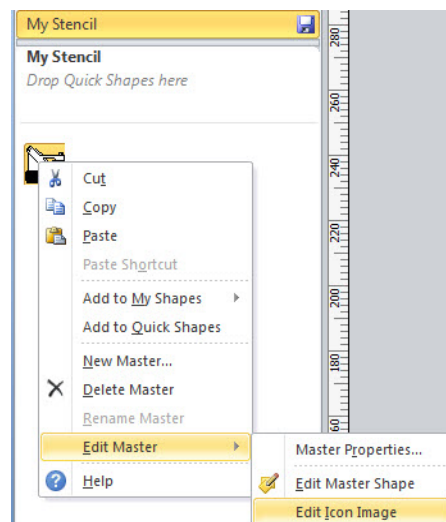 My Stencil
My Stencil
Drop Quick Shapes here
280
260
240
220
200
180
60
Cut
Copy
Paste
Paste Shortcut
Add to My Shapes
Add to Quick Shapes
New Master...
Delete Master
Rename Master
Edit Master
Help
Master Properties...
Edit Master Shape
Edit Icon Image